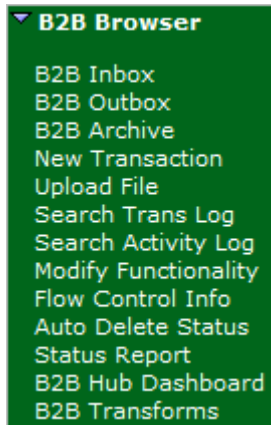 B2B Browser
B2B Inbox
B2B Outbox
B2B Archive
New Transaction
Upload File
Search Trans Log
Search Activity Log
Modify Functionality
Flow Control Info
Auto Delete Status
Status Report
B2B Hub Dashboard
B2B Transforms